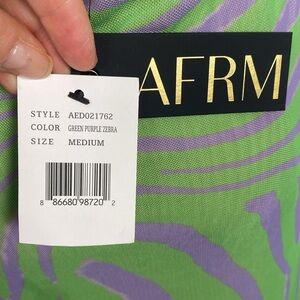 AFRM
STYLE AED021762
COLOR GREEN PURPLE ZEBRA
SIZE MEDIUM
8 86680 98720 2